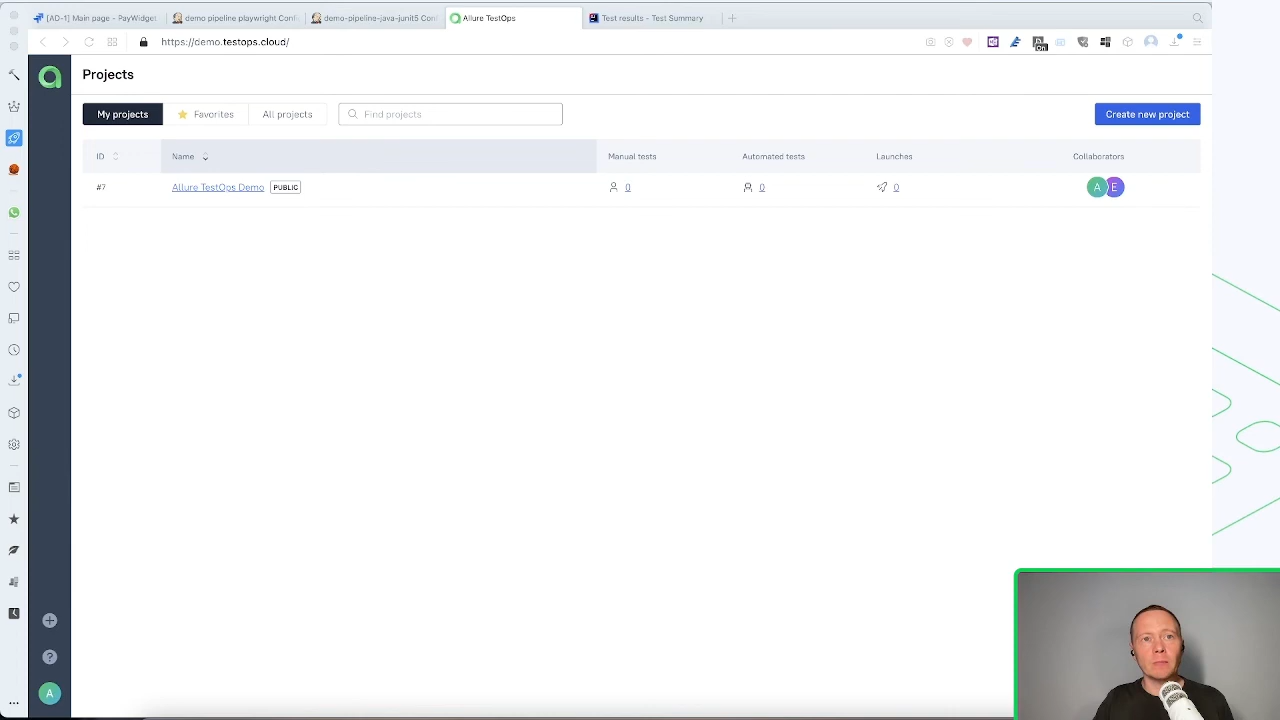 [AD-1] Main page - PayWidget
demo pipeline playwright Confi
demo-pipeline-java-junit5 Con
Allure TestOps
Test results - Test Summary
https://demo.testops.cloud/
On
Projects
My projects
Favorites
All projects
Find projects
Create new project
ID
Name
Manual tests
Automated tests
Launches
Collaborators
#7
Allure TestOps Demo
PUBLIC
0
0
0
A
E
A